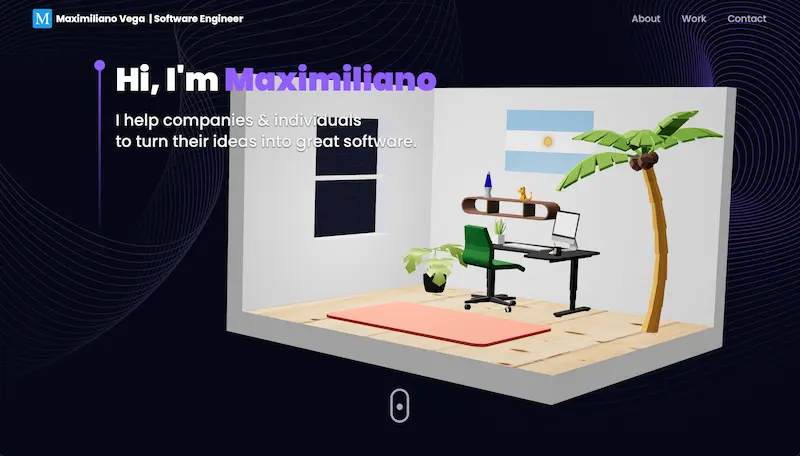 M Maximiliano Vega | Software Engineer
About Work Contact
Hi, I'm Maximiliano
I help companies & individuals
to turn their ideas into great software.